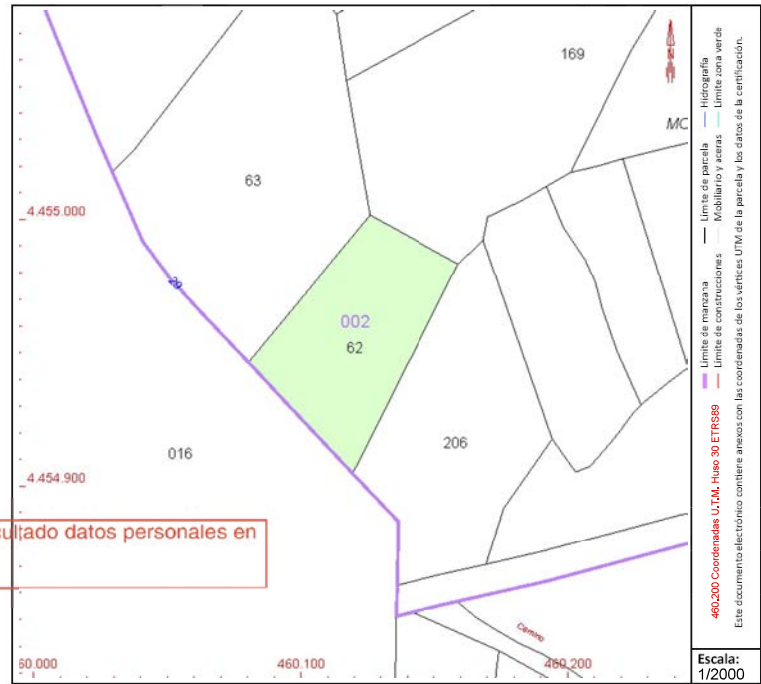 169
N
MC
63
4.455.000
29
002
62
206
016
4.454.900
cultado datos personales en
Camino
60.000
460.100
460.200
Límite de manzana
Límite de parcela
Hidrografía
Límite de construcciones
Mobiliario y aceras
Límite zona verde
460.200 Coordenadas U.T.M. Huso 30 ETRS89
Este documento electrónico contiene anexos con las coordenadas de los vértices UTM de la parcela y los datos de la certificación.
Escala:
1/2000